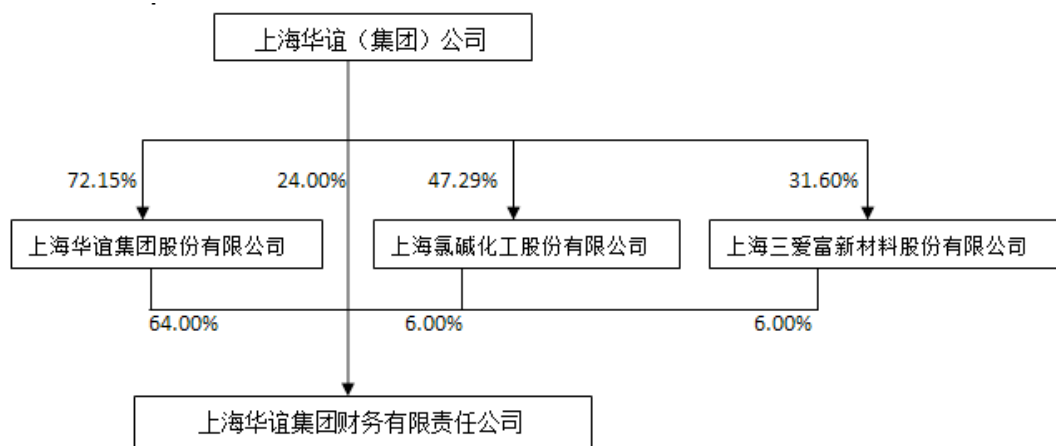 上海华谊（集团）公司
72.15%
24.00%
47.29%
31.60%
上海华谊集团股份有限公司
上海氯碱化工股份有限公司
上海三爱富新材料股份有限公司
64.00%
6.00%
6.00%
上海华谊集团财务有限责任公司